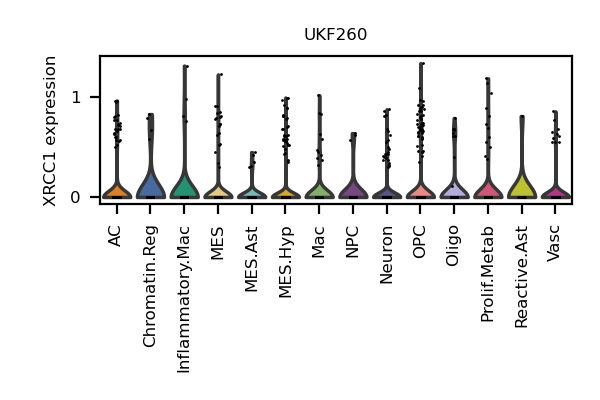 UKF260
XRCC1 expression
1
0
AC
Chromatin.Reg
Inflammatory.Mac
MES
MES.Ast
MES.Hyp
Mac
NPC
Neuron
OPC
Oligo
Prolif.Metab
Reactive.Ast
Vasc